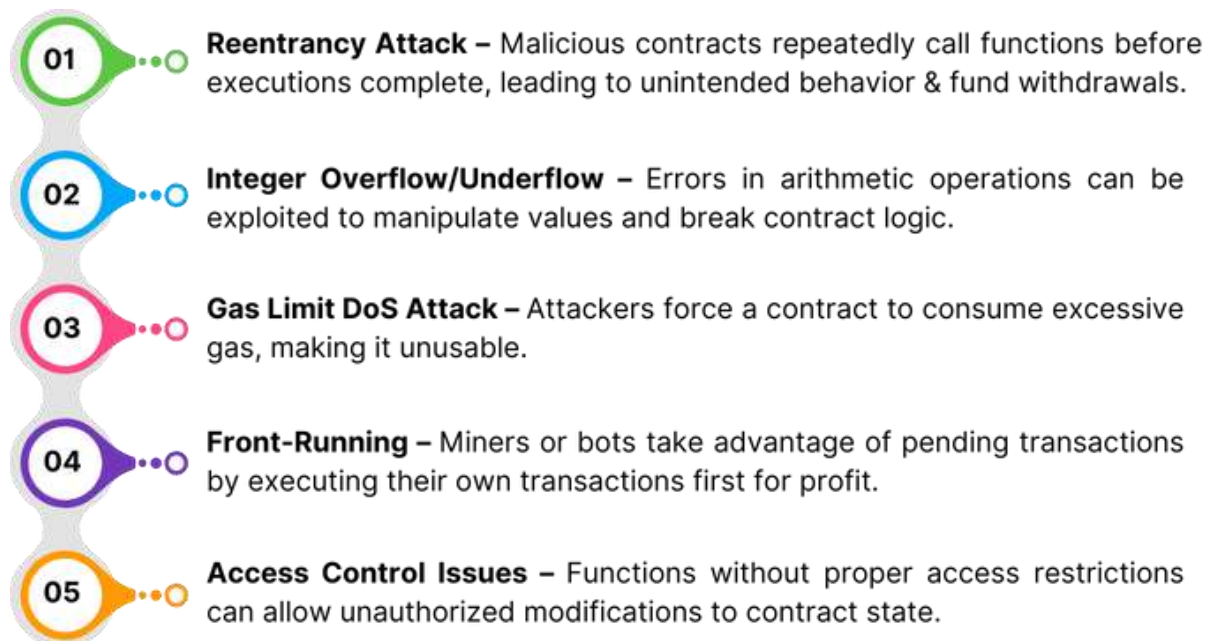 01
Reentrancy Attack – Malicious contracts repeatedly call functions before
executions complete, leading to unintended behavior & fund withdrawals.
02
Integer Overflow/Underflow – Errors in arithmetic operations can be
exploited to manipulate values and break contract logic.
03
Gas Limit DoS Attack – Attackers force a contract to consume excessive
gas, making it unusable.
04
Front-Running – Miners or bots take advantage of pending transactions
by executing their own transactions first for profit.
05
Access Control Issues – Functions without proper access restrictions
can allow unauthorized modifications to contract state.